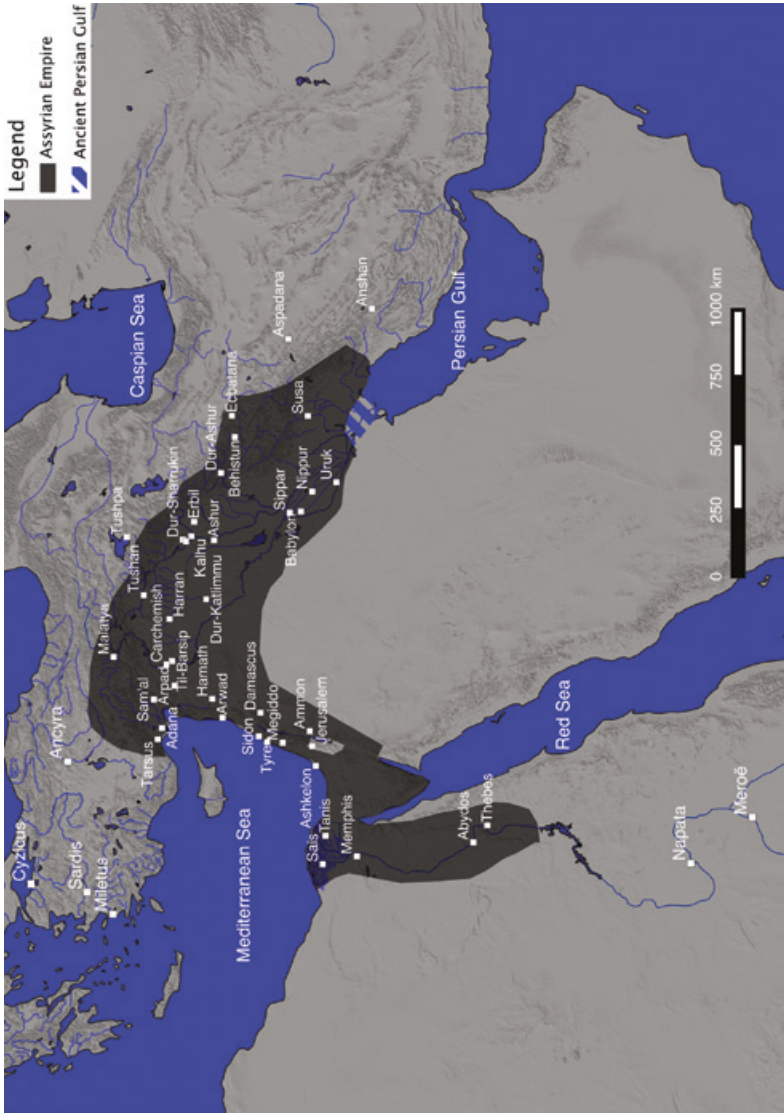 Legend
Assyrian Empire
Ancient Persian Gulf
Cyzicus
Sardis
Miletus
Ancyra
Caspian Sea
Malatya
Tushpa
Tushan
Sam'al
Arpad
Carchemish
Til-Barsip
Harran
Tarsus
Adana
Dur-Sharrukin
Erbil
Kalhu
Ashur
Dur-Katlimmu
Hamath
Arwad
Dur-Ashur
Ecbatana
Behistun
Aspadana
Mediterranean Sea
Sidon
Damascus
Tyre
Megiddo
Ammon
Jerusalem
Ashkelon
Sippar
Babylon
Nippur
Uruk
Susa
Anshan
Sais
Tanis
Memphis
Persian Gulf
Abydos
Thebes
Red Sea
Napata
Meroë
0 250 500 750 1000 km